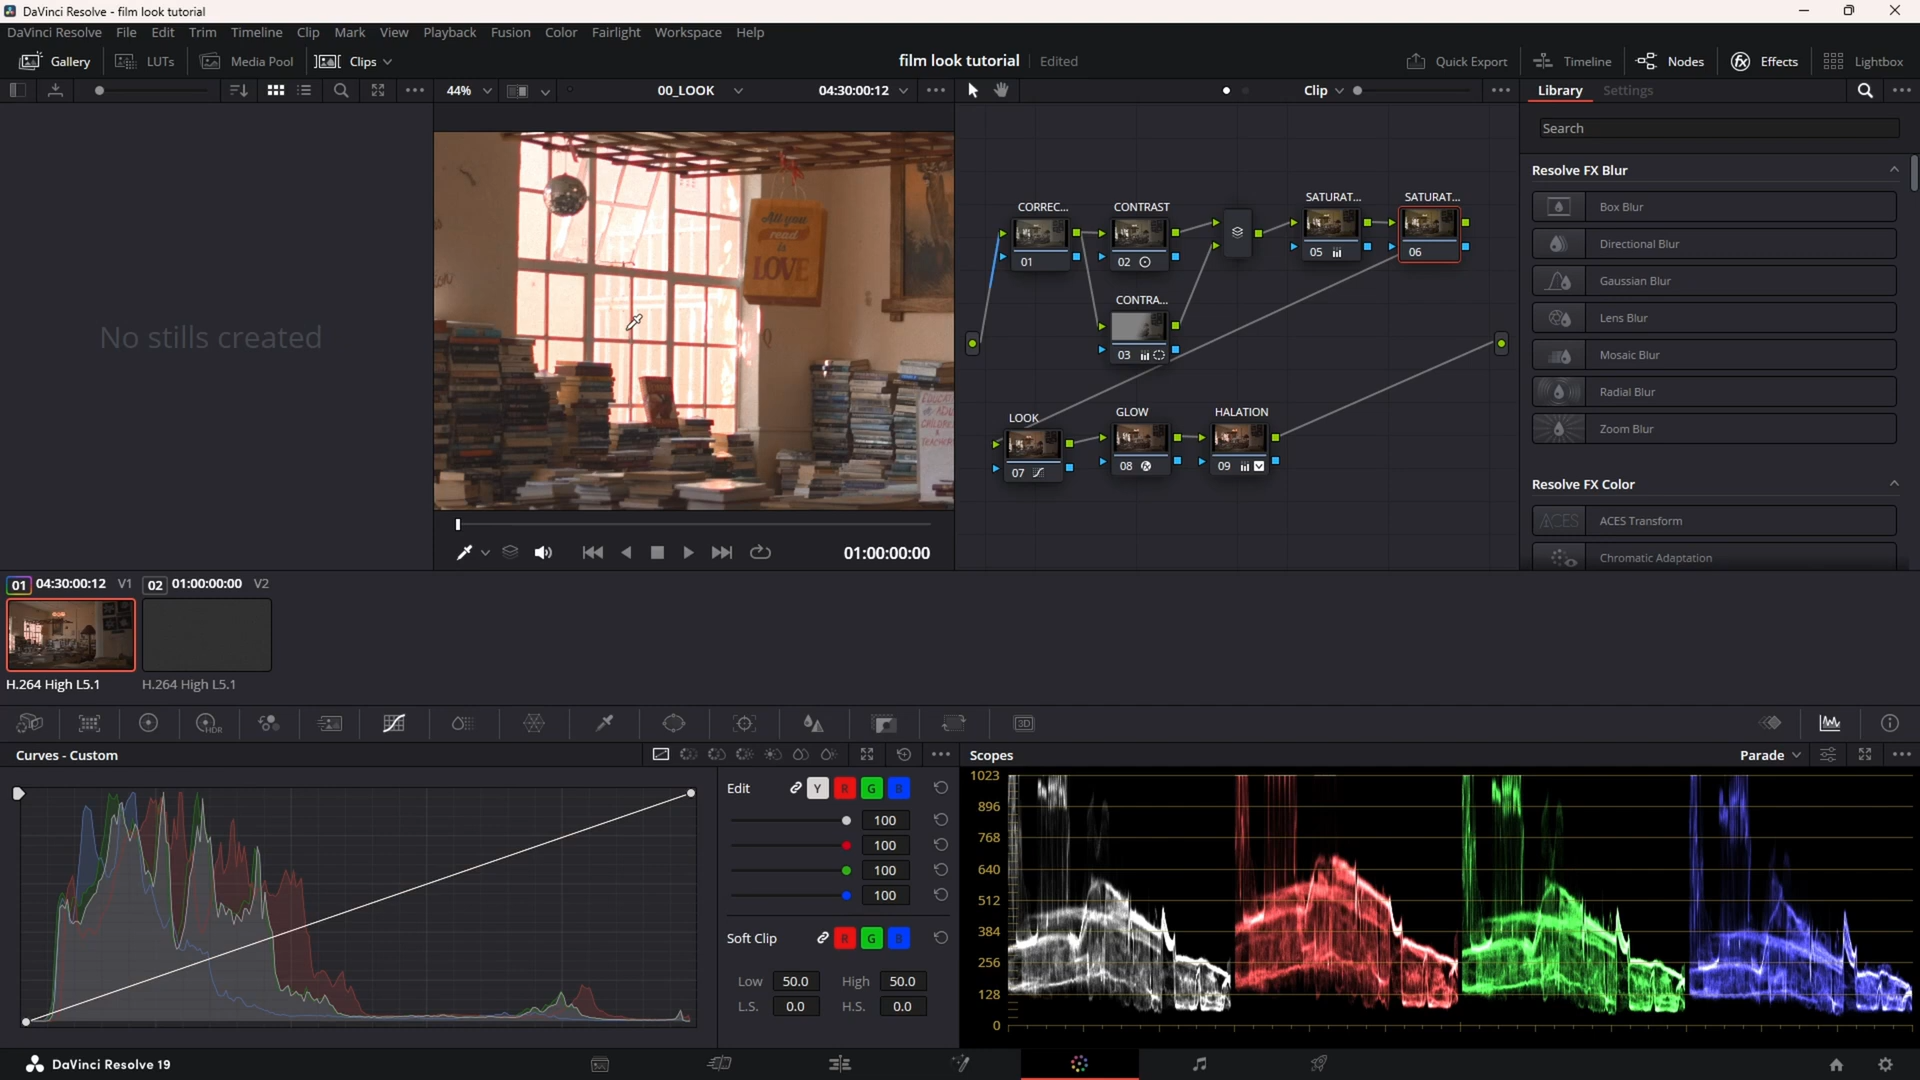 DaVinci Resolve - film look tutorial
DaVinci Resolve File Edit Trim Timeline Clip Mark View Playback Fusion Color Fairlight Workspace Help
Gallery LUTs Media Pool Clips film look tutorial Edited Quick Export Timeline Nodes Effects Lightbox
44% 00_LOOK 04:30:00:12 Clip Library Settings
Search
Resolve FX Blur
Box Blur
Directional Blur
Gaussian Blur
Lens Blur
Mosaic Blur
Radial Blur
Zoom Blur
Resolve FX Color
ACES Transform
Chromatic Adaptation
No stills created
All you
read
is
LOVE
CORREC... CONTRAST SATURAT... SATURAT...
01 02 05 06
CONTRA...
03
LOOK GLOW HALATION
07 08 09
01:00:00:00
01 04:30:00:12 V1 02 01:00:00:00 V2
H.264 High L5.1 H.264 High L5.1
HDR 3D
Curves - Custom Scopes Parade
Edit Y R G B
100
100
100
100
Soft Clip R G B
Low 50.0 High 50.0
L.S. 0.0 H.S. 0.0
1023
896
768
640
512
384
256
128
0
DaVinci Resolve 19